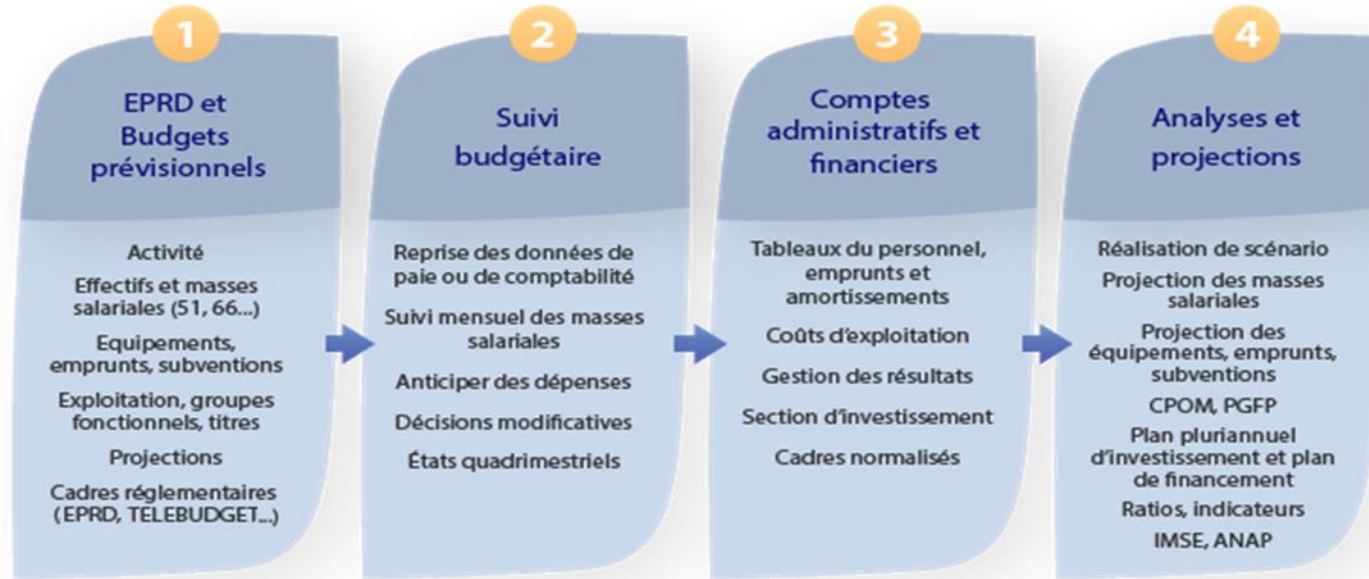 1
EPRD et
Budgets
prévisionnels
Activité
Effectifs et masses
salariales (51, 66...)
Equipements,
emprunts, subventions
Exploitation, groupes
fonctionnels, titres
Projections
Cadres réglementaires
(EPRD, TELEBUDGET...)
2
Suivi
budgétaire
Reprise des données de
paie ou de comptabilité
Suivi mensuel des masses
salariales
Anticiper des dépenses
Décisions modificatives
États quadrimestriels
3
Comptes
administratifs et
financiers
Tableaux du personnel,
emprunts et
amortissements
Coûts d'exploitation
Gestion des résultats
Section d'investissement
Cadres normalisés
4
Analyses et
projections
Réalisation de scénario
Projection des masses
salariales
Projection des
équipements, emprunts,
subventions
CPOM, PGFP
Plan pluriannuel
d'investissement et plan
de financement
Ratios, indicateurs
IMSE, ANAP